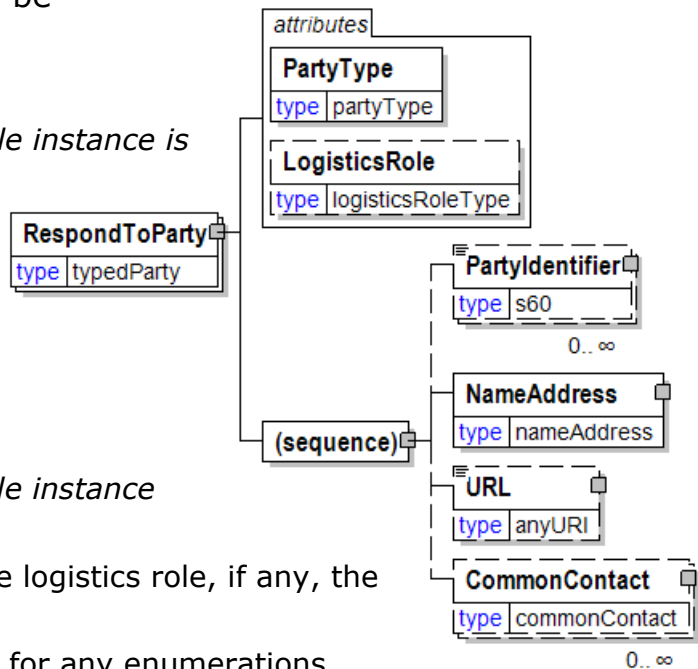 be
attributes
PartyType
type partyType
le instance is
LogisticsRole
type logisticsRoleType
RespondToParty
type typedParty
PartyIdentifier
type s60
0.. ∞
NameAddress
type nameAddress
(sequence)
URL
type anyURI
le instance
CommonContact
type commonContact
e logistics role, if any, the
0.. ∞
for any enumerations